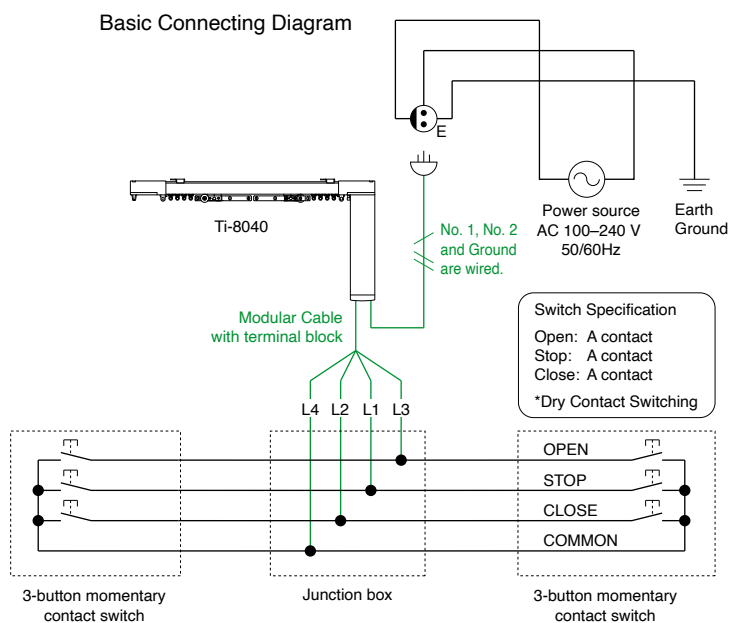 Basic Connecting Diagram
E
Ti-8040
No. 1, No. 2
and Ground
are wired.
Power source
AC 100–240 V
50/60Hz
Earth
Ground
Modular Cable
with terminal block
Switch Specification
Open: A contact
Stop: A contact
Close: A contact
*Dry Contact Switching
L4 L2 L1 L3
OPEN
STOP
CLOSE
COMMON
3-button momentary
contact switch
Junction box
3-button momentary
contact switch